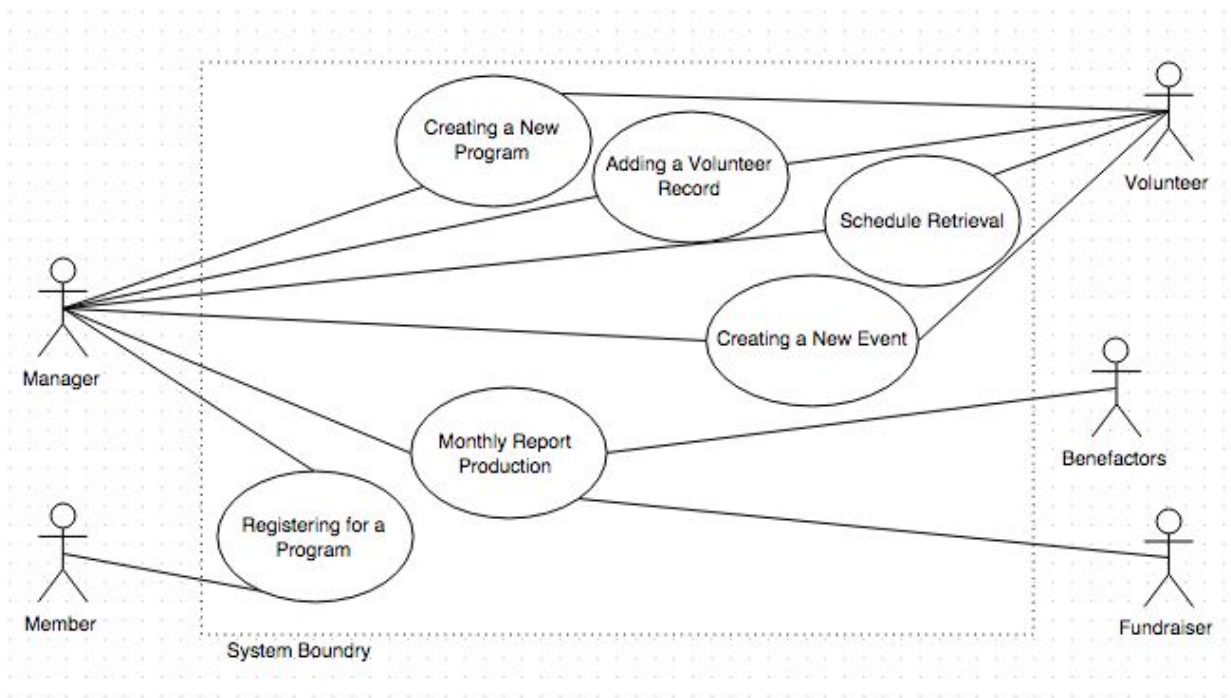 Creating a New
Program
Adding a Volunteer
Record
Volunteer
Schedule Retrieval
Creating a New Event
Manager
Monthly Report
Production
Benefactors
Registering for a
Program
Member
Fundraiser
System Boundry